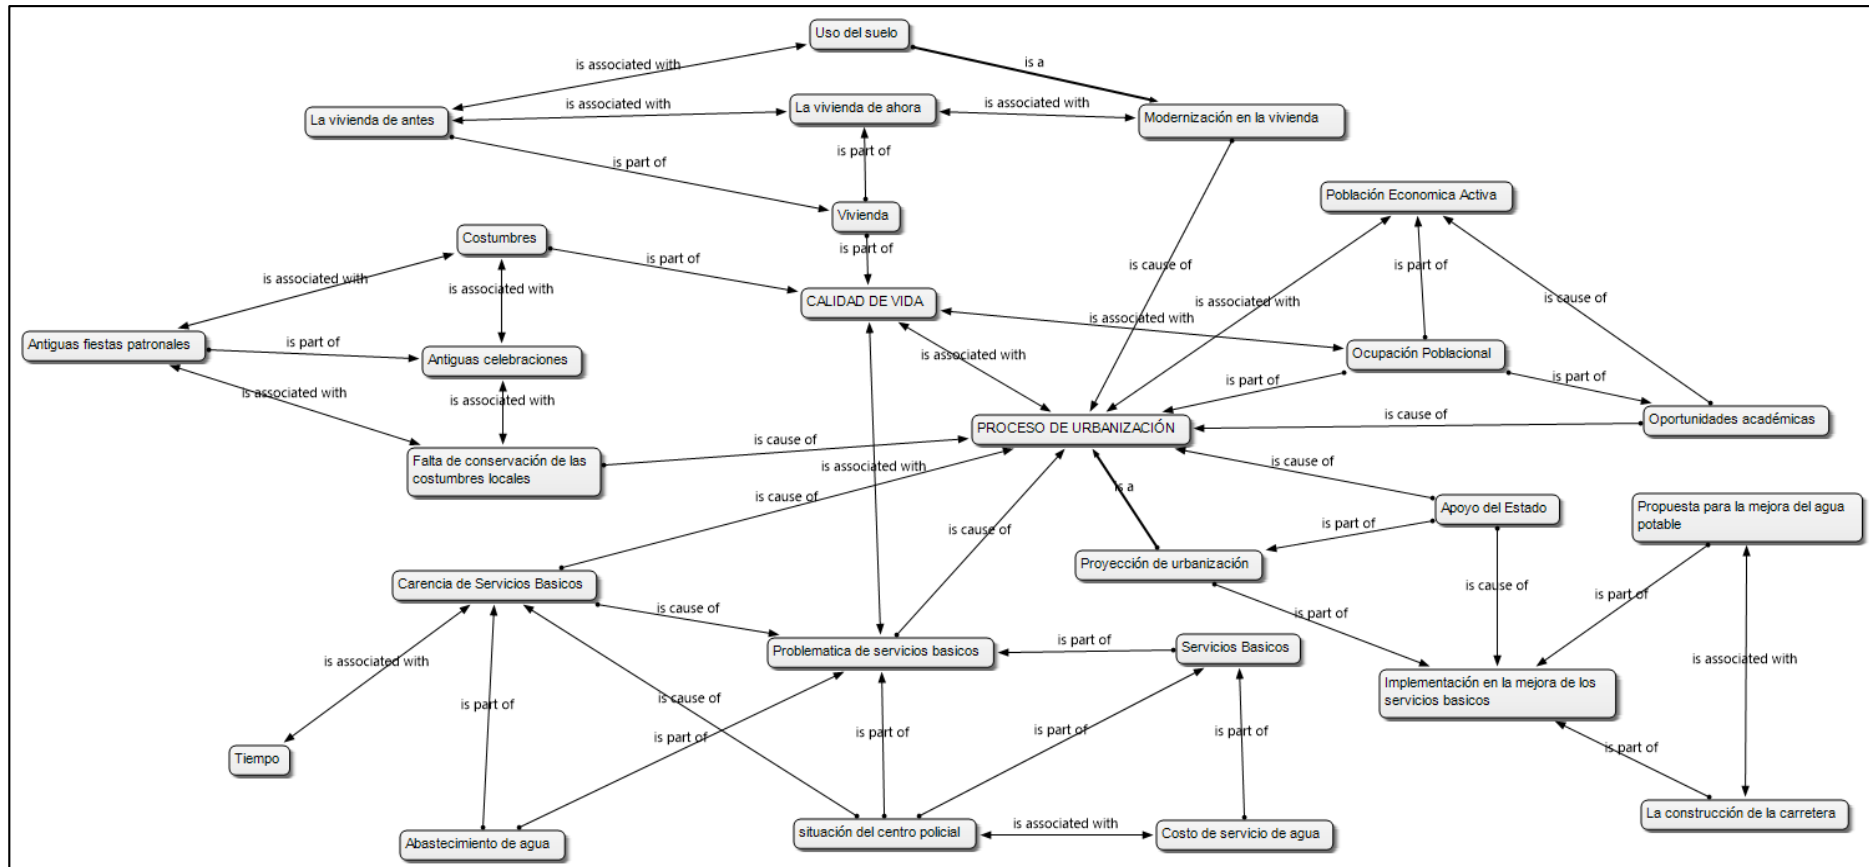 Uso del suelo
is associated with
is a
La vivienda de antes
is associated with
La vivienda de ahora
is associated with
Modernización en la vivienda
is part of
is part of
Vivienda
Población Economica Activa
Costumbres
is part of
is part of
is cause of
is part of
is associated with
is associated with
CALIDAD DE VIDA
is associated with
is associated with
is cause of
Antiguas fiestas patronales
is part of
Antiguas celebraciones
is associated with
Ocupación Poblacional
is associated with
is associated with
is part of
is part of
PROCESO DE URBANIZACIÓN
is cause of
Oportunidades académicas
Falta de conservación de las
costumbres locales
is cause of
is associated with
is cause of
is cause of
is a
is cause of
Apoyo del Estado
is part of
Propuesta para la mejora del agua
potable
Proyección de urbanización
Carencia de Servicios Basicos
is cause of
is part of
is cause of
is part of
is associated with
Problematica de servicios basicos
is part of
Servicios Basicos
is associated with
Implementación en la mejora de los
servicios basicos
is part of
is cause of
is part of
is part of
is part of
is part of
is part of
Tiempo
Abastecimiento de agua
situación del centro policial
is associated with
Costo de servicio de agua
La construcción de la carretera